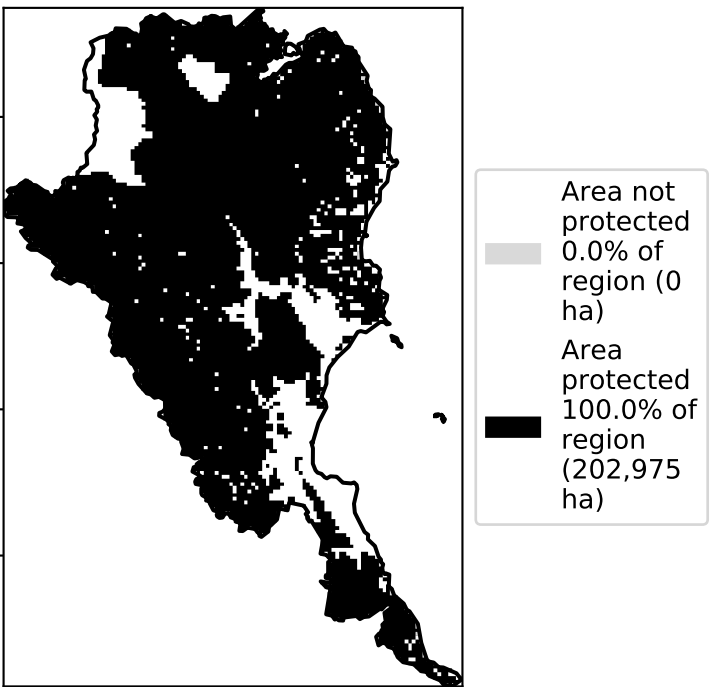 Area not
protected
0.0% of
region (0
ha)
Area
protected
100.0% of
region
(202,975
ha)